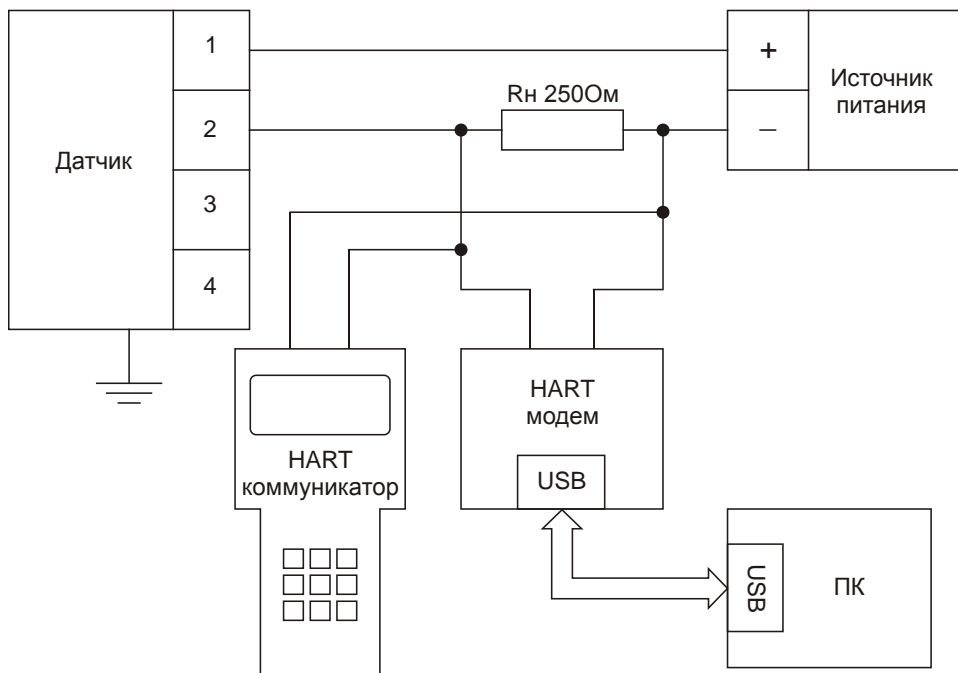 Датчик
1
2
3
4
Rн 250Ом
+
–
Источник
питания
HART
коммуникатор
HART
модем
USB
USB
ПК